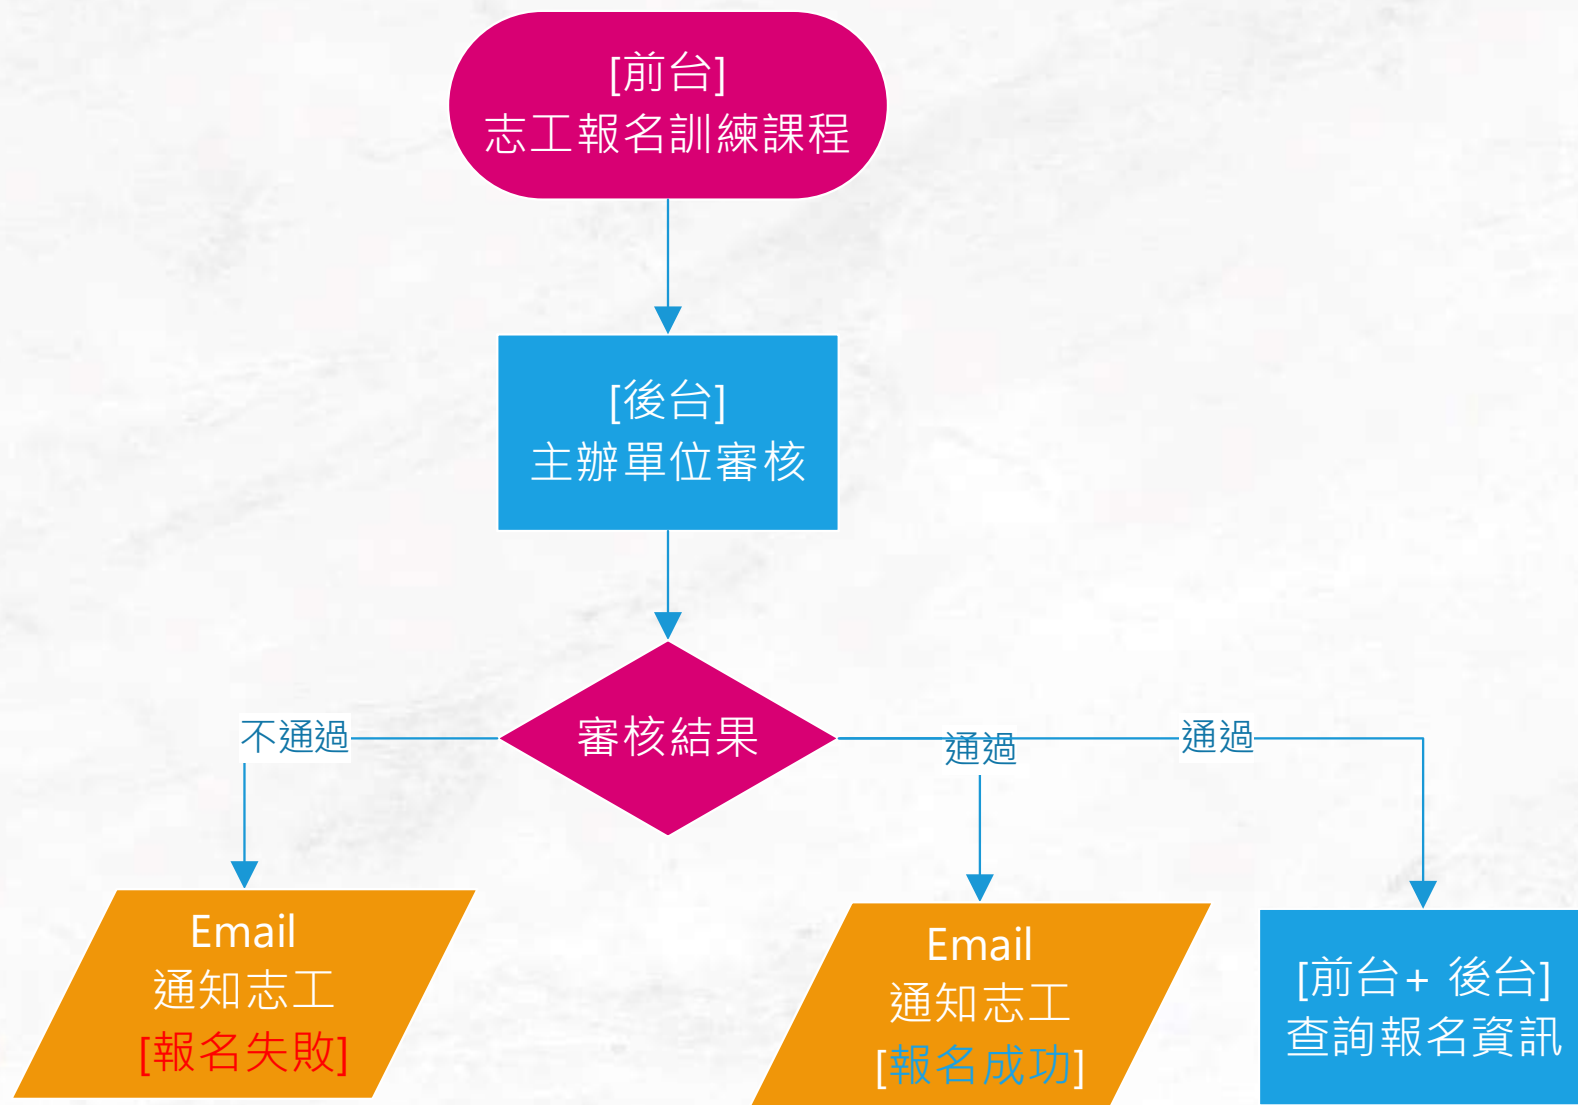 [前台]
志工報名訓練課程
[後台]
主辦單位審核
審核結果
不通過
通過
通過
Email
通知志工
[報名失敗]
Email
通知志工
[報名成功]
[前台+ 後台]
查詢報名資訊